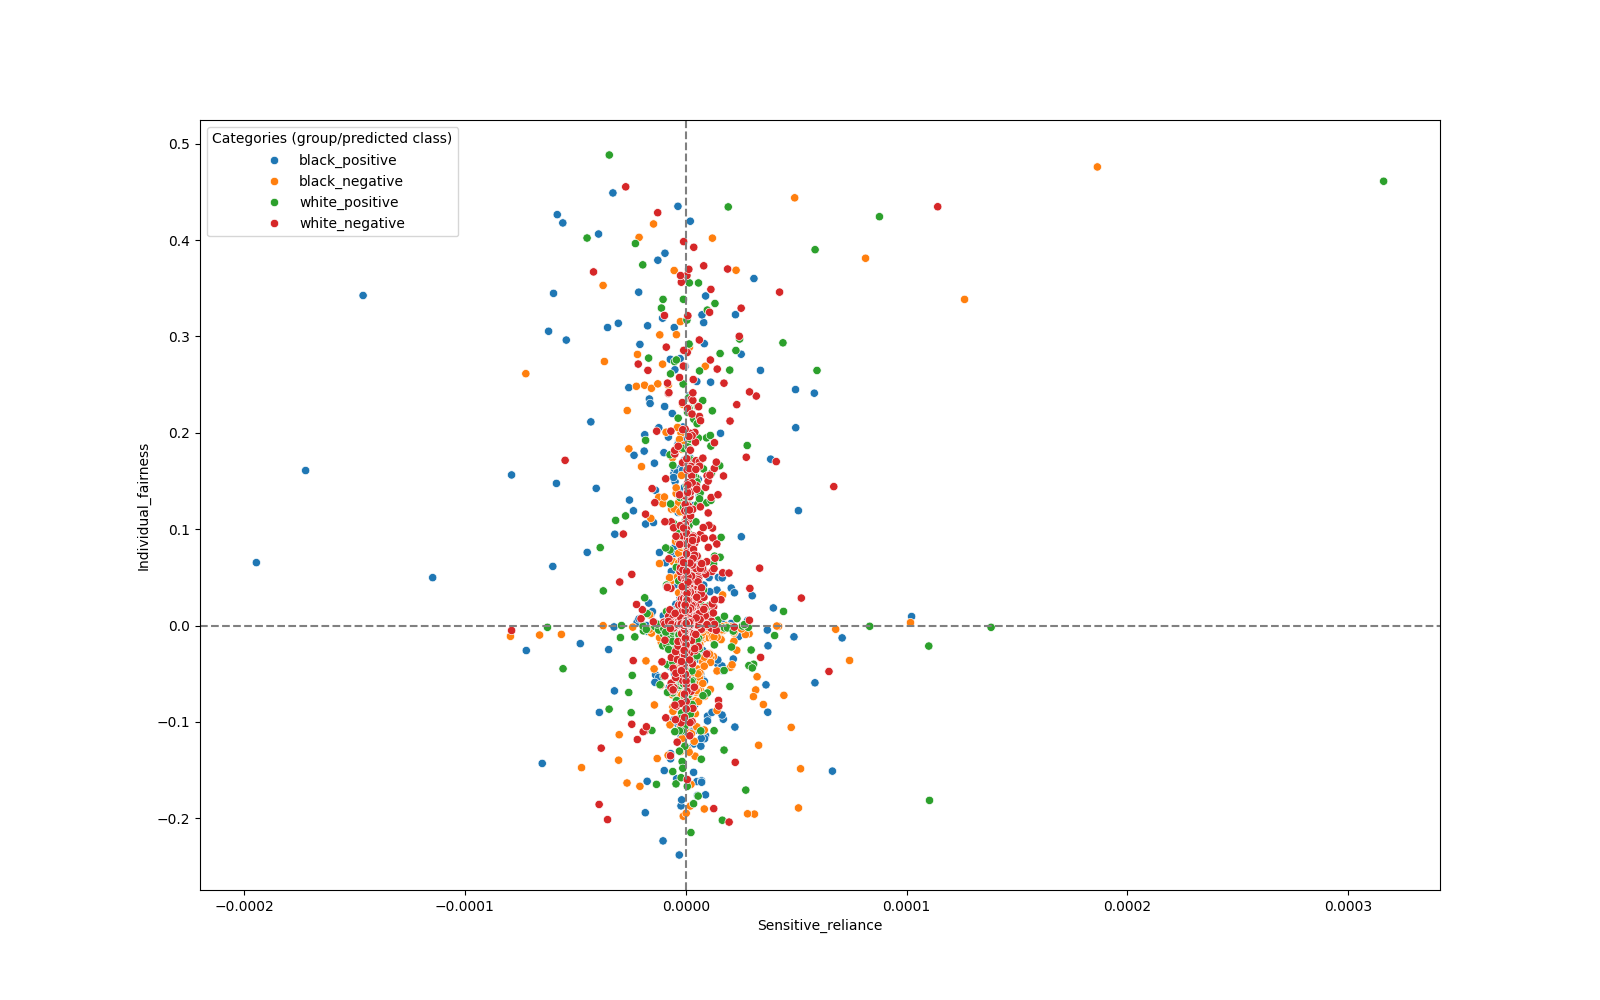 Categories (group/predicted class)
black_positive
black_negative
white_positive
white_negative
0.5
0.4
0.3
0.2
0.1
0.0
−0.1
−0.2
Individual_fairness
−0.0002
−0.0001
0.0000
0.0001
0.0002
0.0003
Sensitive_reliance